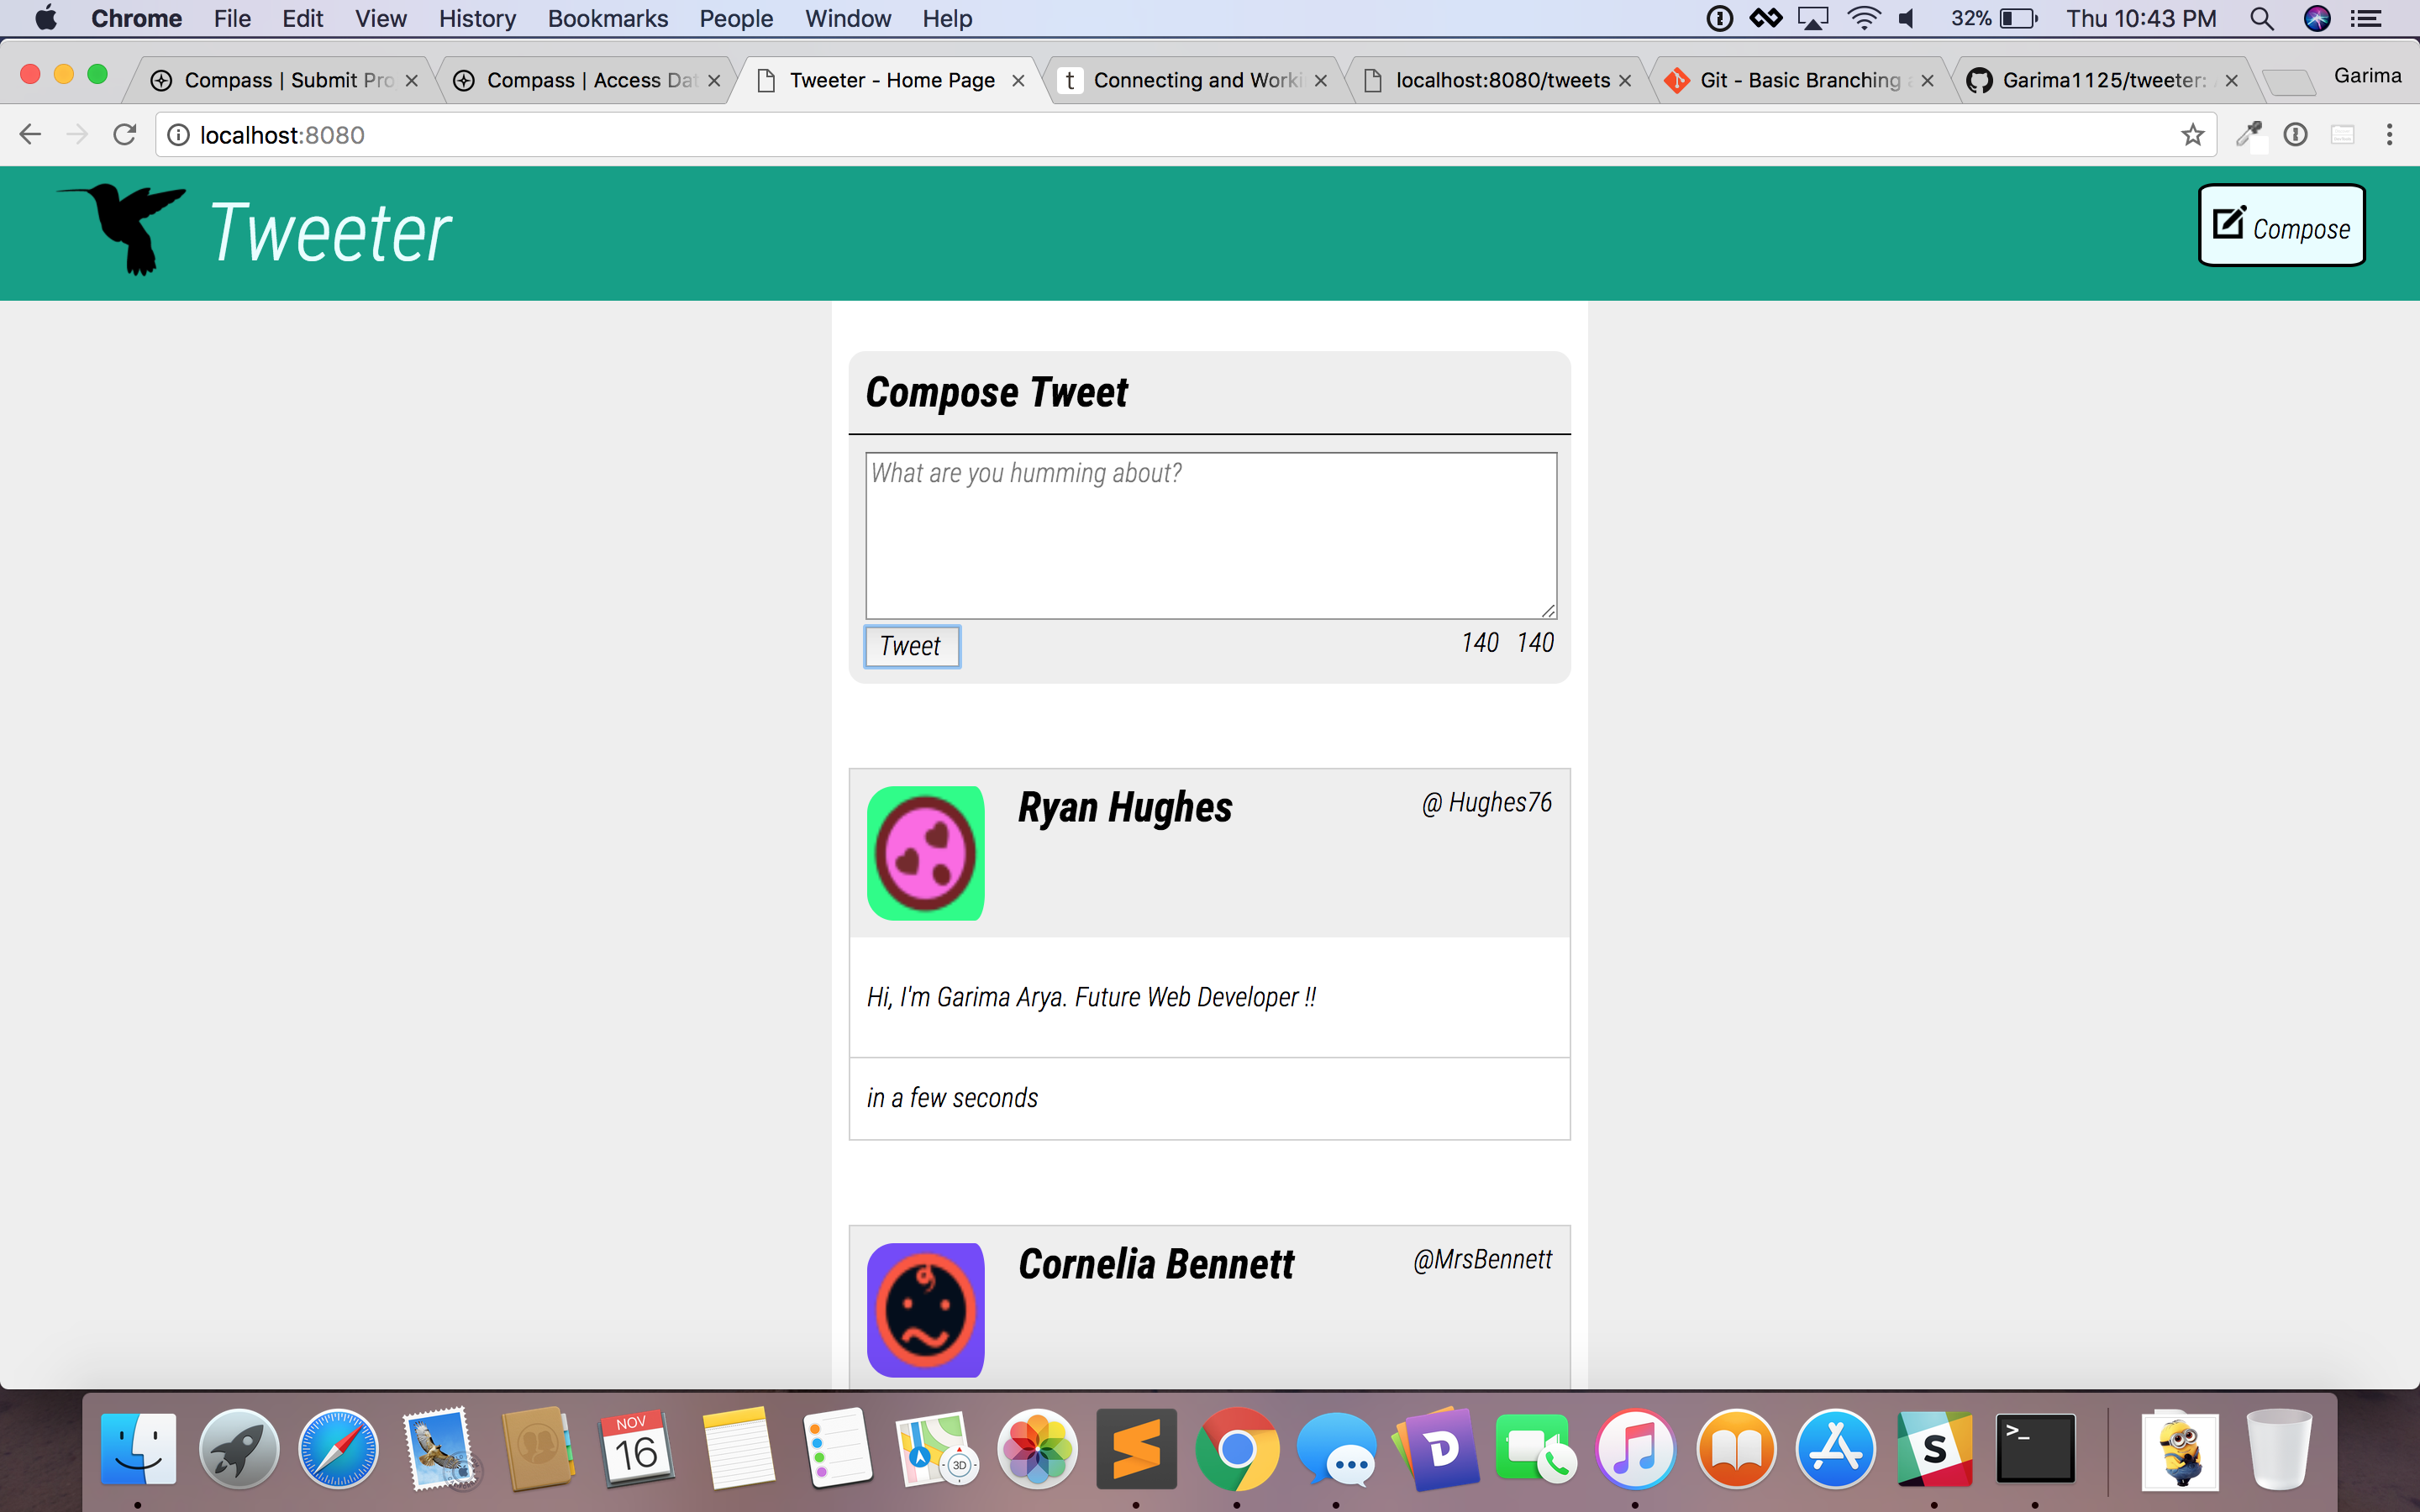 Chrome File Edit View History Bookmarks People Window Help 32% Thu 10:43 PM
Compass | Submit Pro Compass | Access Dat Tweeter - Home Page t Connecting and Worki localhost:8080/tweets Git - Basic Branching Garima1125/tweeter: Garima
localhost:8080
Tweeter
Compose
Compose Tweet
What are you humming about?
Tweet 140 140
Ryan Hughes @ Hughes76
Hi, I'm Garima Arya. Future Web Developer !!
in a few seconds
Cornelia Bennett @MrsBennett
NOV
16
3D
D
S
>_